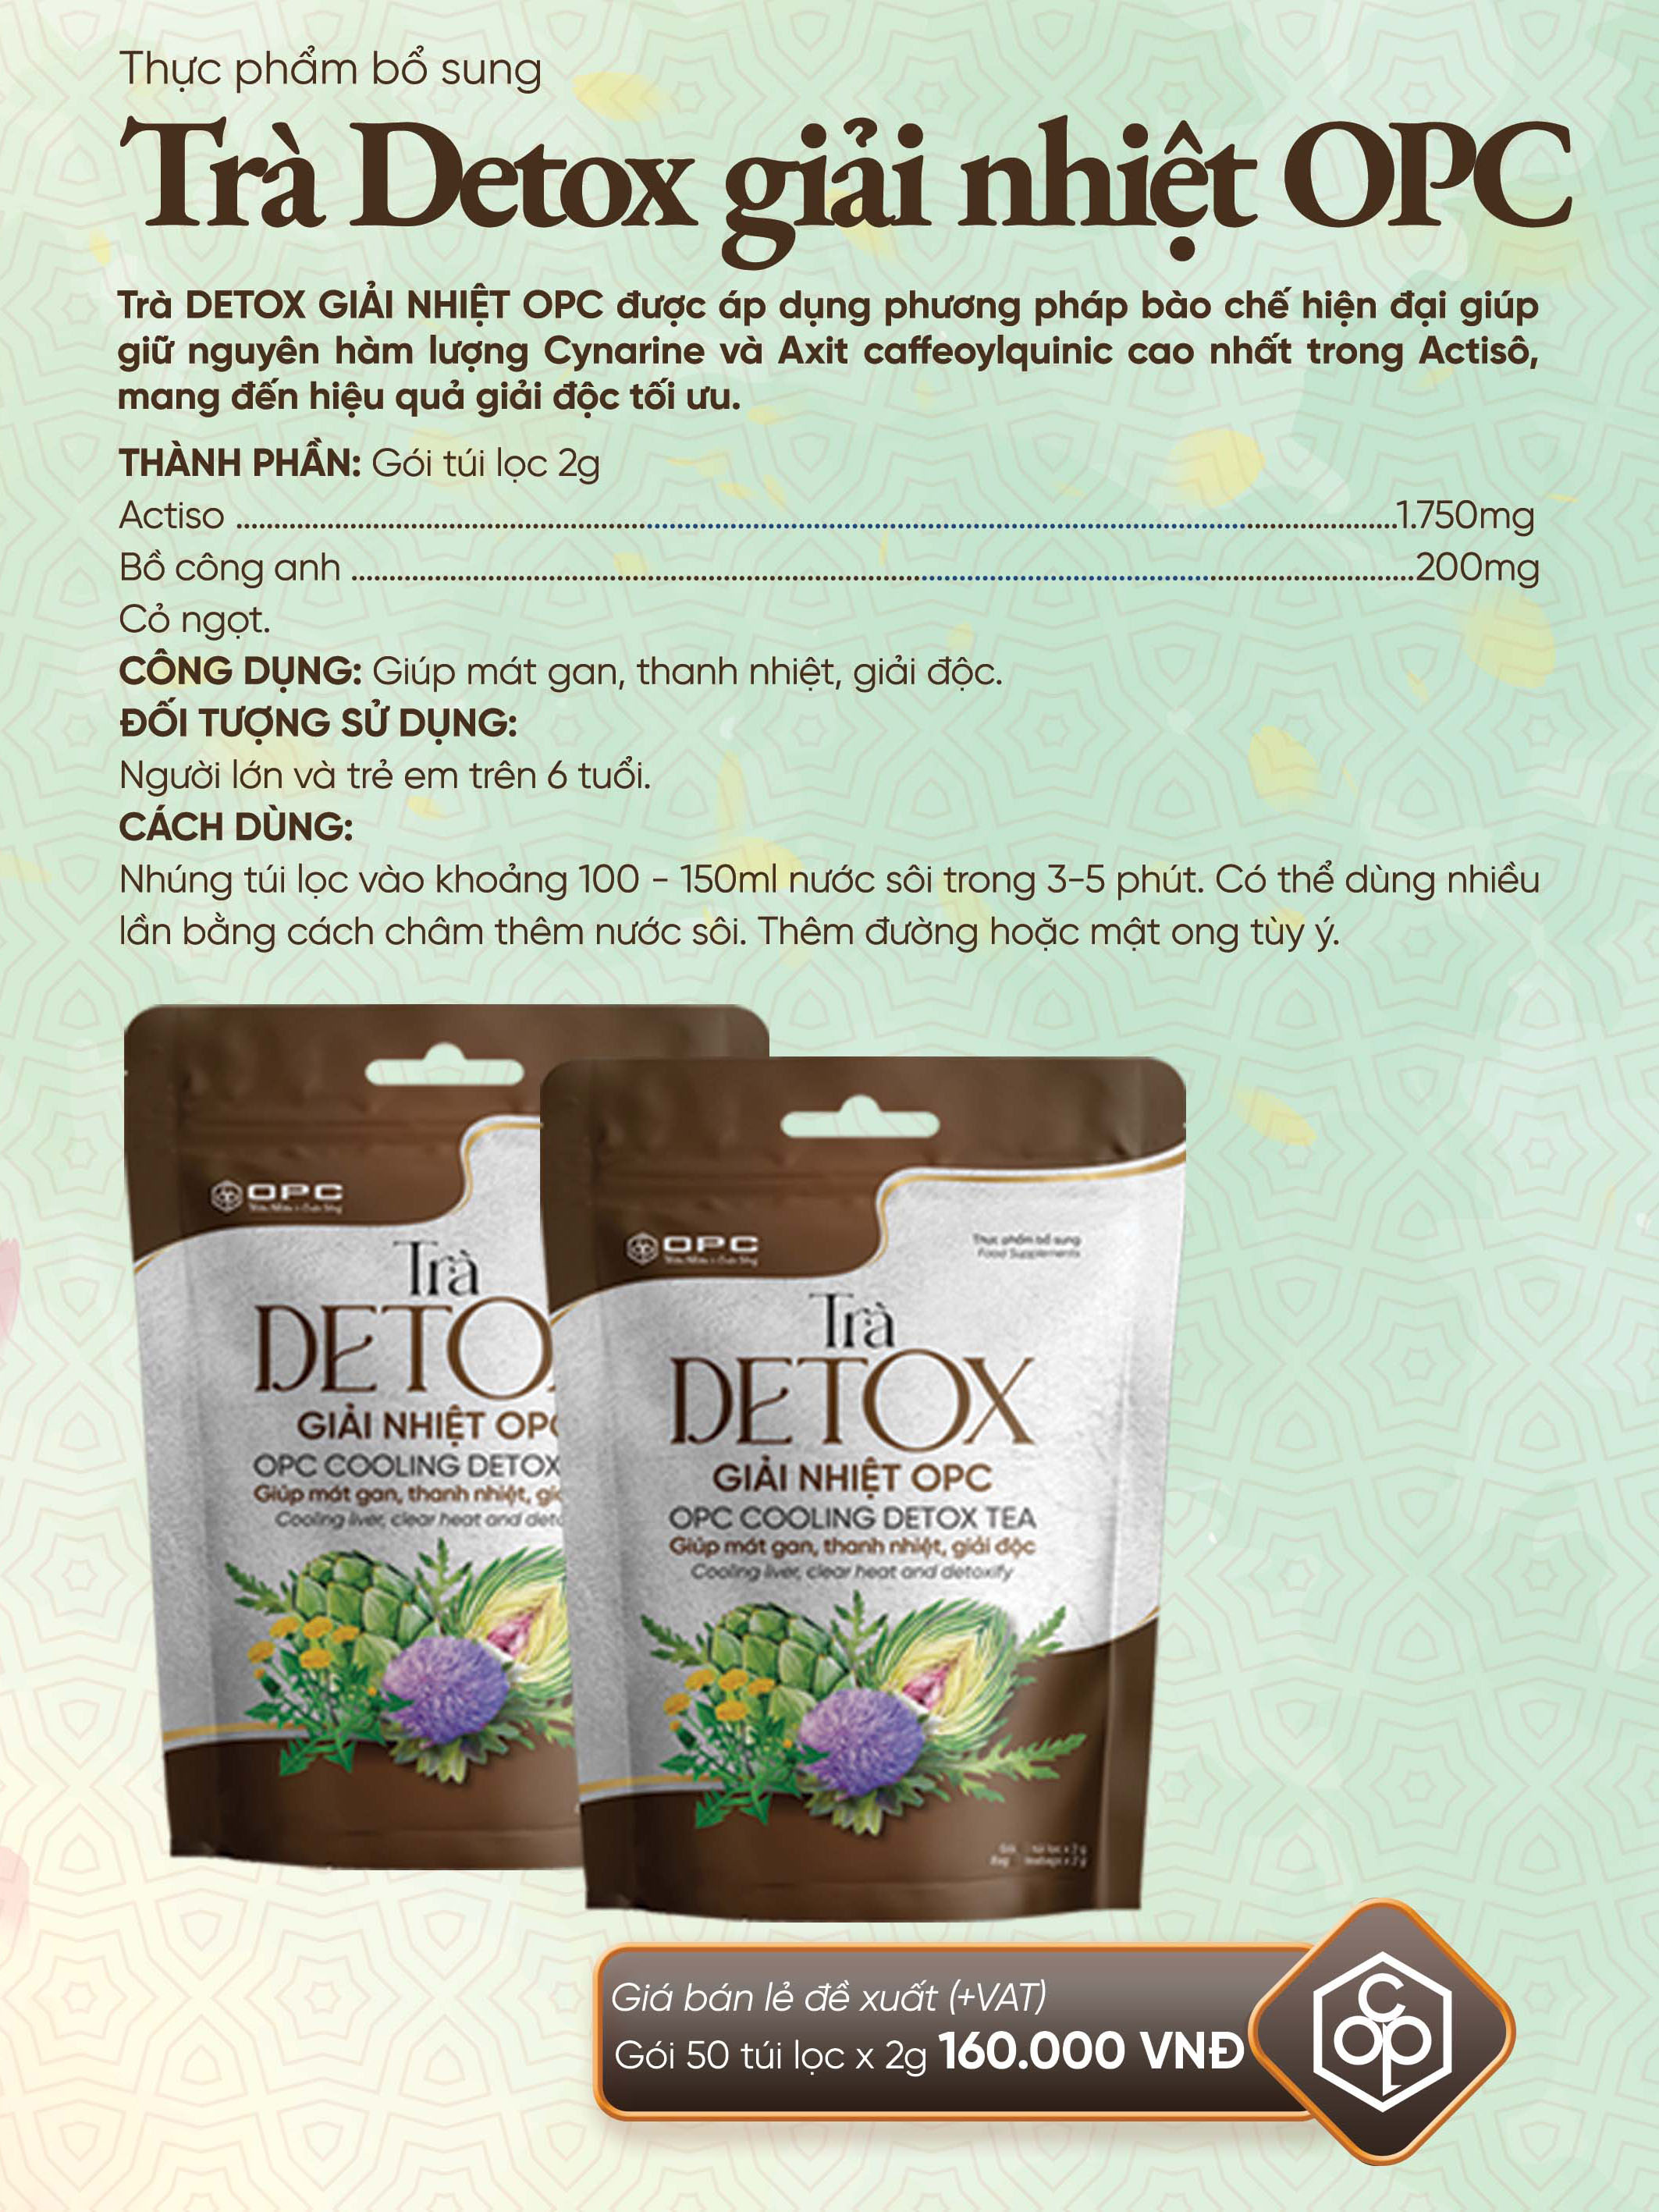 Thực phẩm bổ sung
Trà Detox giải nhiệt OPC
Trà DETOX GIẢI NHIỆT OPC được áp dụng phương pháp bào chế hiện đại giúp
giữ nguyên hàm lượng Cynarine và Axit caffeoylquinic cao nhất trong Actisô,
mang đến hiệu quả giải độc tối ưu.
THÀNH PHẦN: Gói túi lọc 2g
Actiso ........................................................................1.750mg
Bồ công anh ........................................................................200mg
Cỏ ngọt.
CÔNG DỤNG: Giúp mát gan, thanh nhiệt, giải độc.
ĐỐI TƯỢNG SỬ DỤNG:
Người lớn và trẻ em trên 6 tuổi.
CÁCH DÙNG:
Nhúng túi lọc vào khoảng 100 - 150ml nước sôi trong 3-5 phút. Có thể dùng nhiều
lần bằng cách châm thêm nước sôi. Thêm đường hoặc mật ong tùy ý.
OPC
Trà
DETO
GIẢI NHIỆT OPC
OPC COOLING DETOX
Giúp mát gan, thanh nhiệt,
Cooling liver, clear heat and
OPC
Thực phẩm bổ sung
Food Supplements
Trà
DETOX
GIẢI NHIỆT OPC
OPC COOLING DETOX TEA
Giúp mát gan, thanh nhiệt, giải độc
Cooling liver, clear heat and detoxify
Giá bán lẻ đề xuất (+VAT)
Gói 50 túi lọc x 2g 160.000 VNĐ
OPC